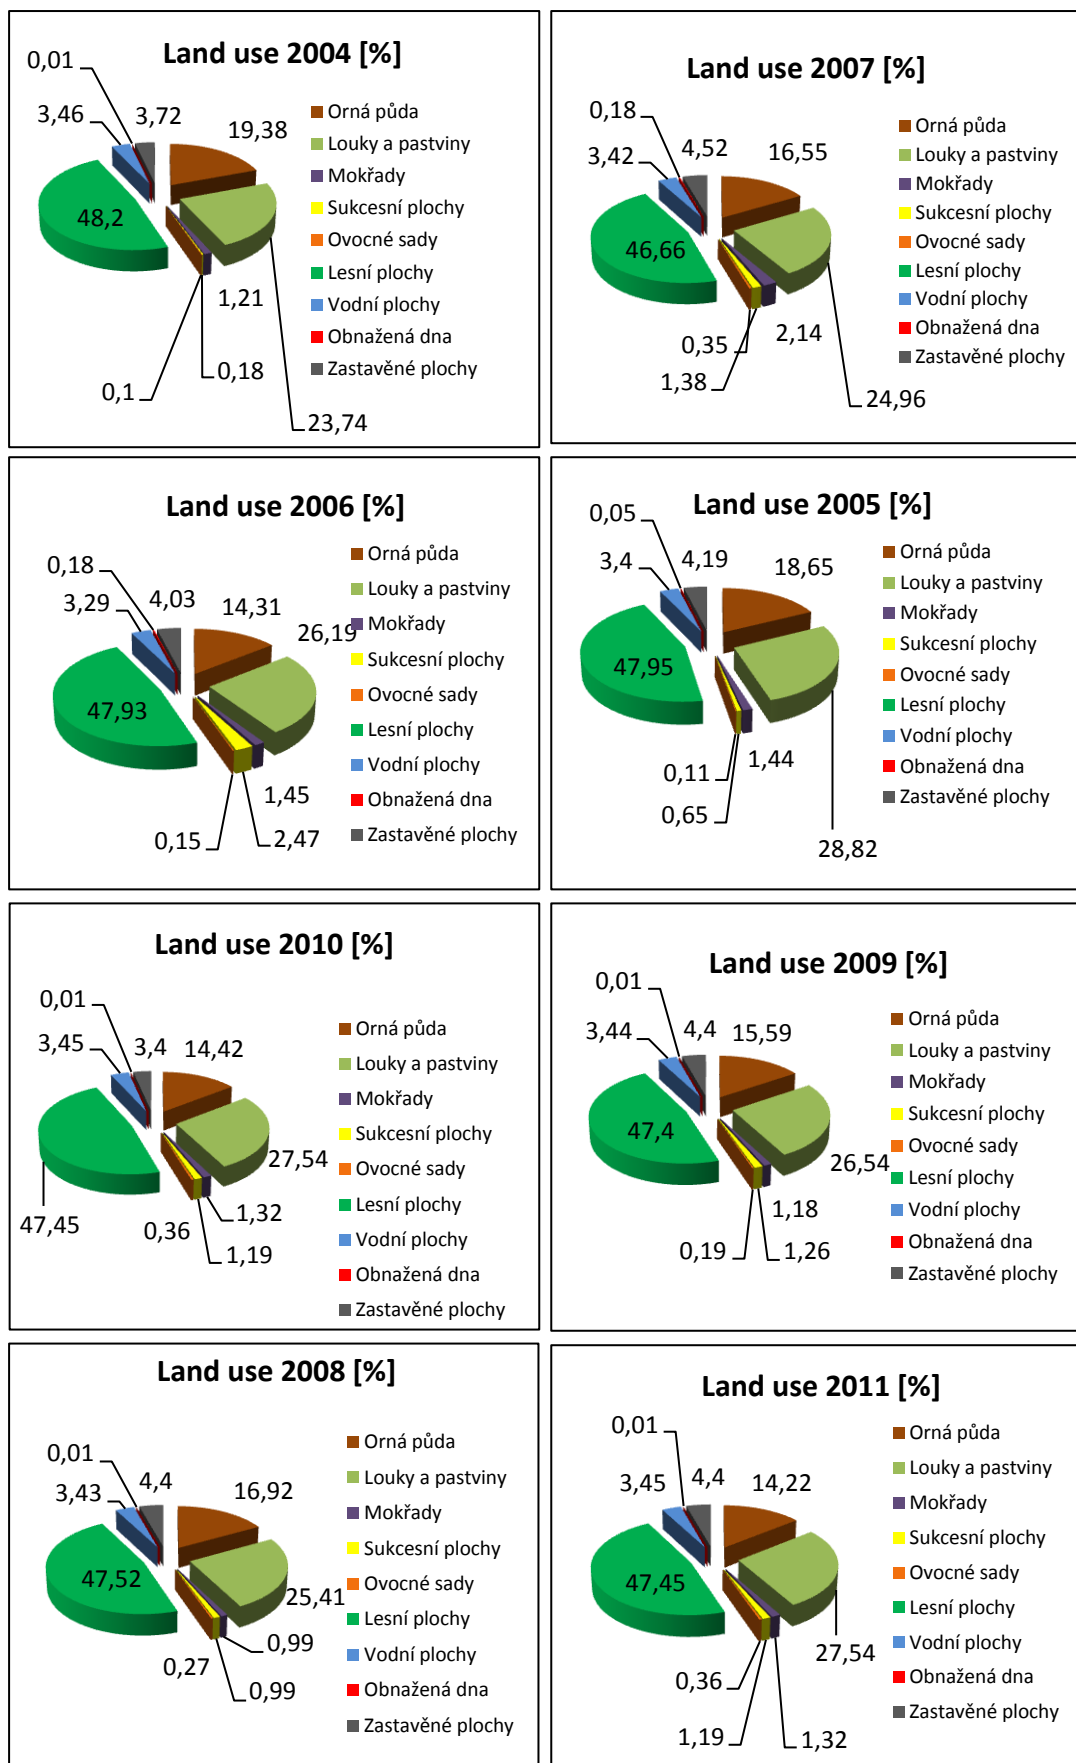 Land use 2004 [%]
0,01
3,46
3,72
19,38
48,2
1,21
0,18
0,1
23,74
Orná půda
Louky a pastviny
Mokřady
Sukcesní plochy
Ovocné sady
Lesní plochy
Vodní plochy
Obnažená dna
Zastavěné plochy
Land use 2007 [%]
0,18
3,42
4,52
16,55
46,66
2,14
0,35
1,38
24,96
Orná půda
Louky a pastviny
Mokřady
Sukcesní plochy
Ovocné sady
Lesní plochy
Vodní plochy
Obnažená dna
Zastavěné plochy
Land use 2006 [%]
0,18
3,29
4,03
14,31
26,19
47,93
1,45
0,15
2,47
Orná půda
Louky a pastviny
Mokřady
Sukcesní plochy
Ovocné sady
Lesní plochy
Vodní plochy
Obnažená dna
Zastavěné plochy
Land use 2005 [%]
0,05
3,4
4,19
18,65
47,95
0,11
1,44
0,65
28,82
Orná půda
Louky a pastviny
Mokřady
Sukcesní plochy
Ovocné sady
Lesní plochy
Vodní plochy
Obnažená dna
Zastavěné plochy
Land use 2010 [%]
0,01
3,45
3,4
14,42
27,54
47,45
0,36
1,32
1,19
Orná půda
Louky a pastviny
Mokřady
Sukcesní plochy
Ovocné sady
Lesní plochy
Vodní plochy
Obnažená dna
Zastavěné plochy
Land use 2009 [%]
0,01
3,44
4,4
15,59
47,4
26,54
1,18
0,19
1,26
Orná půda
Louky a pastviny
Mokřady
Sukcesní plochy
Ovocné sady
Lesní plochy
Vodní plochy
Obnažená dna
Zastavěné plochy
Land use 2008 [%]
0,01
3,43
4,4
16,92
47,52
25,41
0,99
0,27
0,99
Orná půda
Louky a pastviny
Mokřady
Sukcesní plochy
Ovocné sady
Lesní plochy
Vodní plochy
Obnažená dna
Zastavěné plochy
Land use 2011 [%]
0,01
3,45
4,4
14,22
47,45
27,54
0,36
1,19
1,32
Orná půda
Louky a pastviny
Mokřady
Sukcesní plochy
Ovocné sady
Lesní plochy
Vodní plochy
Obnažená dna
Zastavěné plochy